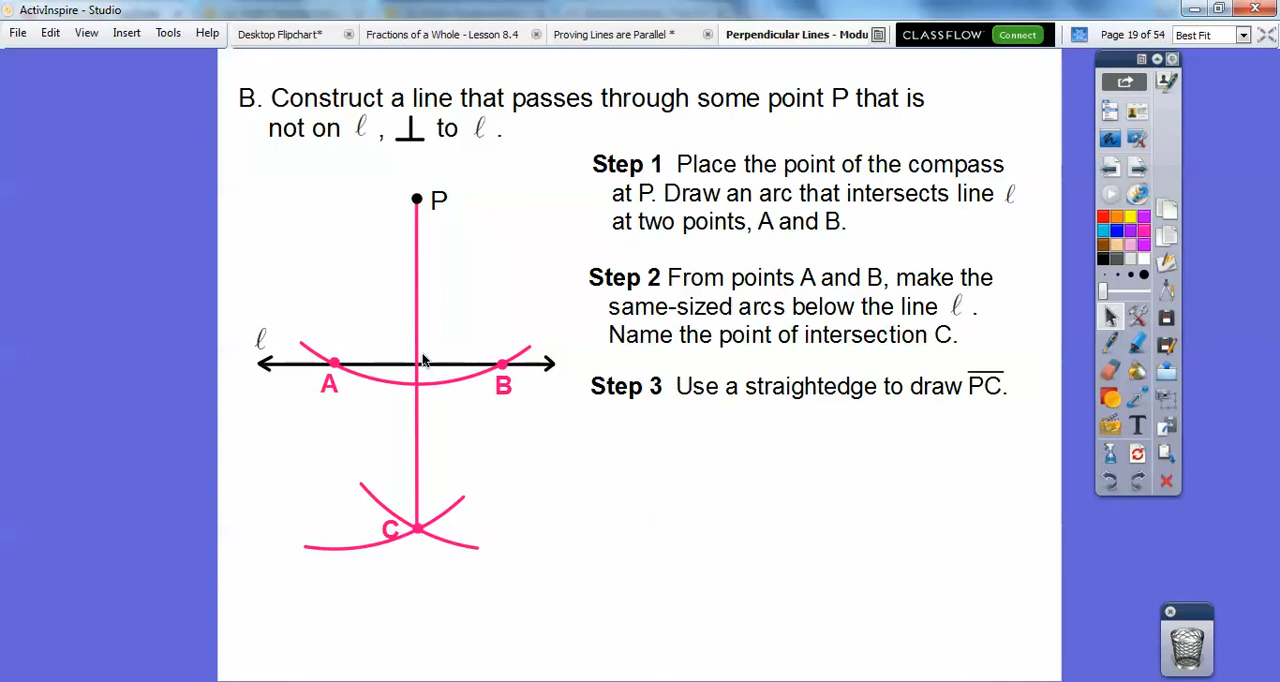 ActivInspire - Studio
File Edit View Insert Tools Help
Desktop Flipchart*
Fractions of a Whole - Lesson 8.4
Proving Lines are Parallel *
Perpendicular Lines - Modu
CLASSFLOW Connect
Page 19 of 54
Best Fit
B. Construct a line that passes through some point P that is
not on ℓ , ⊥ to ℓ .
P
ℓ
A
B
C
Step 1 Place the point of the compass
at P. Draw an arc that intersects line ℓ
at two points, A and B.
Step 2 From points A and B, make the
same-sized arcs below the line ℓ .
Name the point of intersection C.
Step 3 Use a straightedge to draw P̅C̅.
T